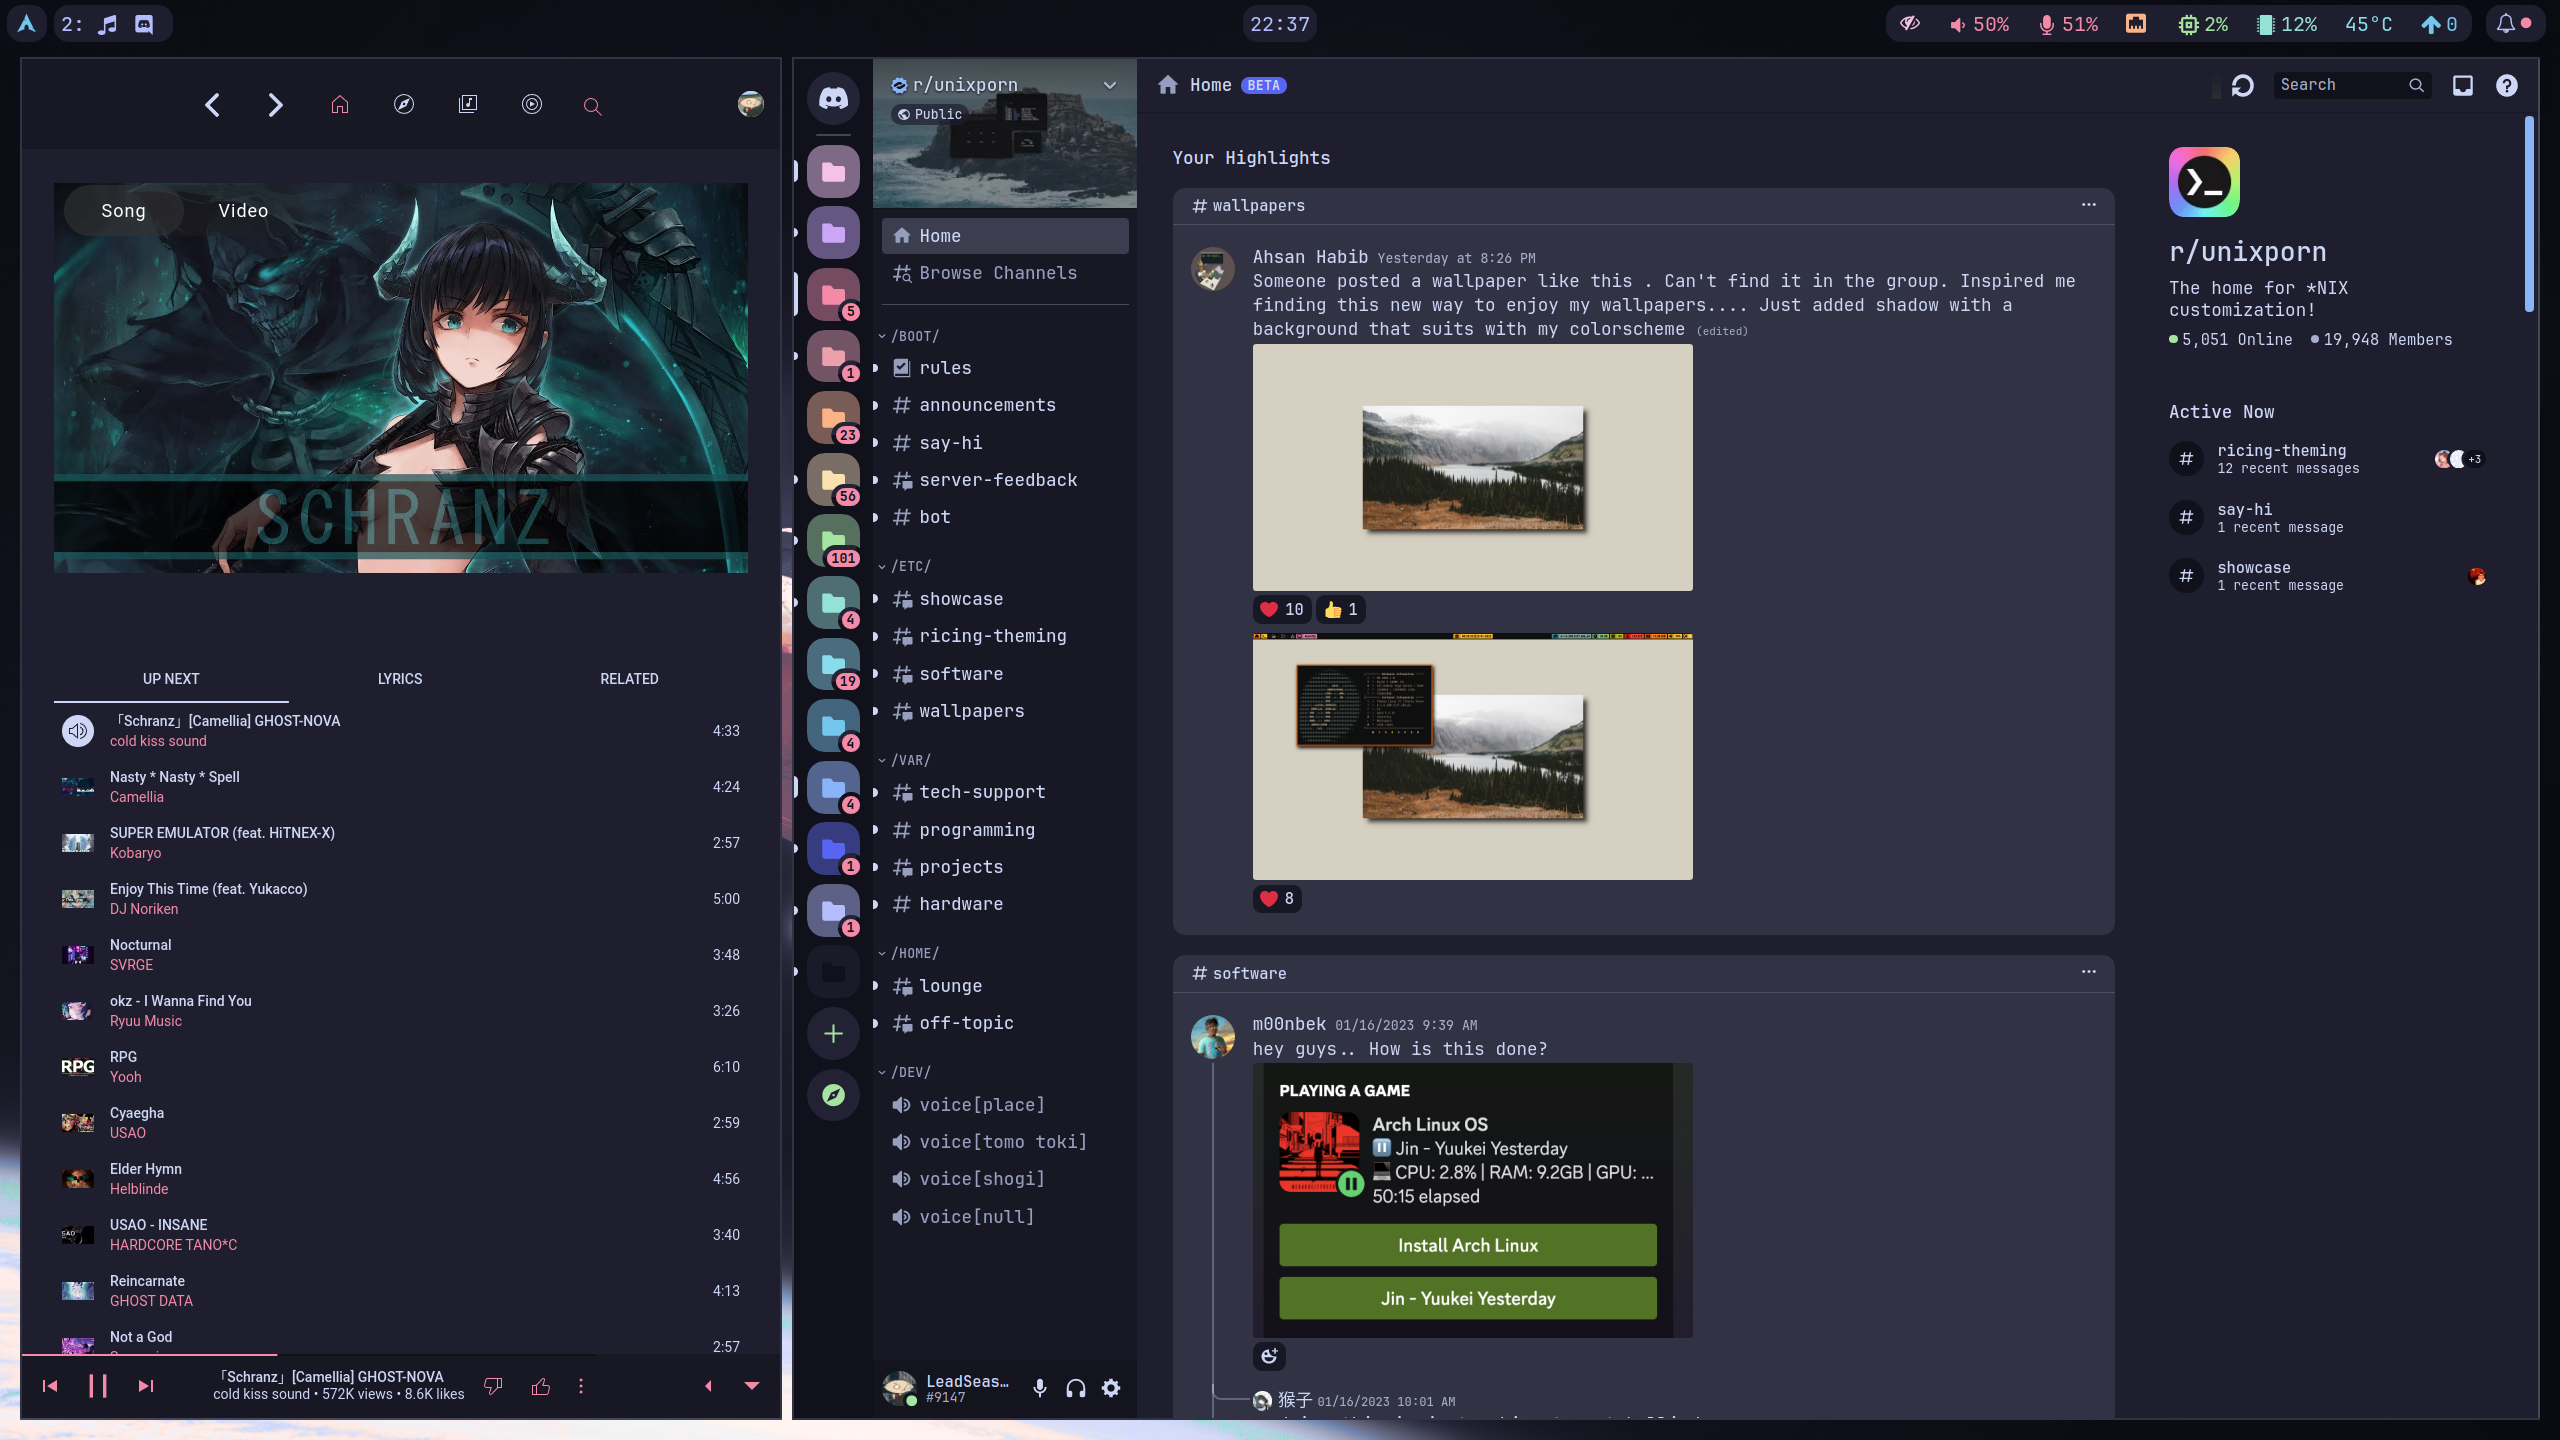 2:
22:37
50%
51%
2%
12%
45°C
0
Song
Video
SCHRANZ
UP NEXT
LYRICS
RELATED
「Schranz」[Camellia] GHOST-NOVA
cold kiss sound
4:33
Nasty * Nasty * Spell
Camellia
4:24
SUPER EMULATOR (feat. HiTNEX-X)
Kobaryo
2:57
Enjoy This Time (feat. Yukacco)
DJ Noriken
5:00
Nocturnal
SVRGE
3:48
okz - I Wanna Find You
Ryuu Music
3:26
RPG
RPG
Yooh
6:10
Cyaegha
USAO
2:59
Elder Hymn
Helblinde
4:56
USAO - INSANE
HARDCORE TANO*C
3:40
Reincarnate
GHOST DATA
4:13
Not a God
2:57
「Schranz」[Camellia] GHOST-NOVA
cold kiss sound • 572K views • 8.6K likes
5
1
23
56
101
4
19
4
4
1
1
r/unixporn
Public
Home
Browse Channels
/BOOT/
rules
announcements
say-hi
server-feedback
bot
/ETC/
showcase
ricing-theming
software
wallpapers
/VAR/
tech-support
programming
projects
hardware
/HOME/
lounge
off-topic
/DEV/
voice[place]
voice[tomo toki]
voice[shogi]
voice[null]
LeadSeas…
#9147
Home
BETA
Search
Your Highlights
# wallpapers
Ahsan Habib Yesterday at 8:26 PM
Someone posted a wallpaper like this . Can't find it in the group. Inspired me
finding this new way to enjoy my wallpapers.... Just added shadow with a
background that suits with my colorscheme (edited)
10
1
8
# software
m00nbek 01/16/2023 9:39 AM
hey guys.. How is this done?
PLAYING A GAME
Arch Linux OS
Jin - Yuukei Yesterday
CPU: 2.8% | RAM: 9.2GB | GPU: ...
50:15 elapsed
Install Arch Linux
Jin - Yuukei Yesterday
猴子 01/16/2023 10:01 AM
r/unixporn
The home for *NIX
customization!
5,051 Online
19,948 Members
Active Now
ricing-theming
12 recent messages
+3
say-hi
1 recent message
showcase
1 recent message